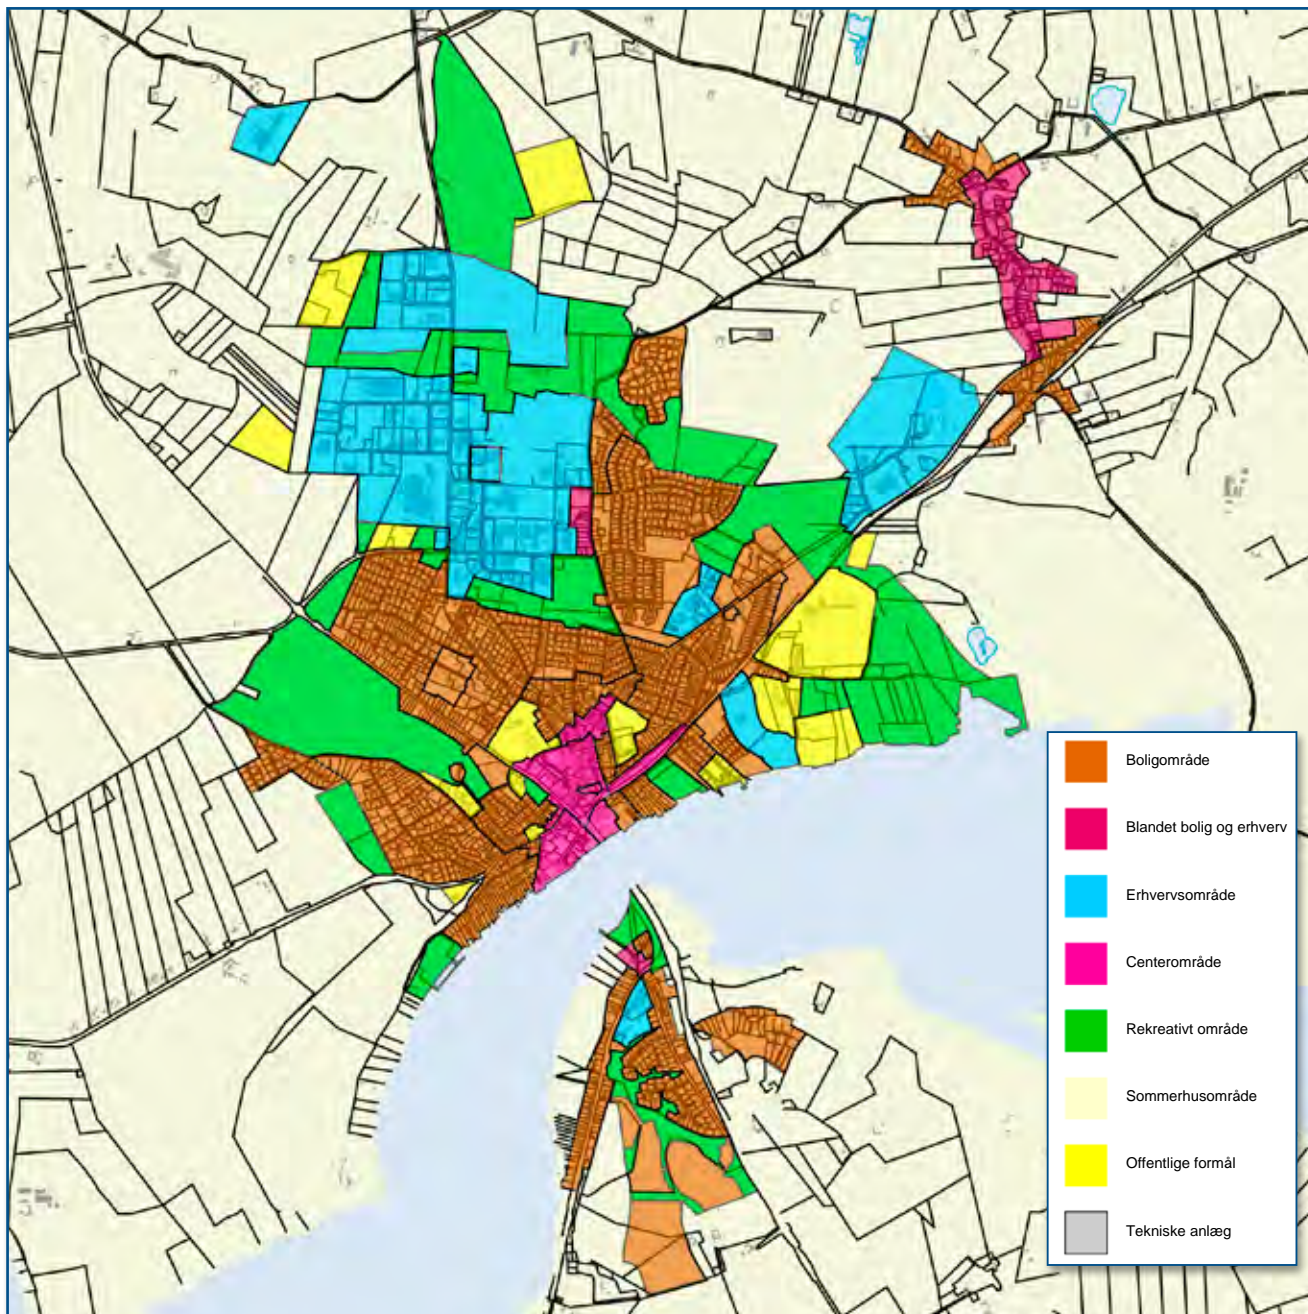 Boligområde
Blandet bolig og erhverv
Erhvervsområde
Centerområde
Rekreativt område
Sommerhusområde
Offentlige formål
Tekniske anlæg